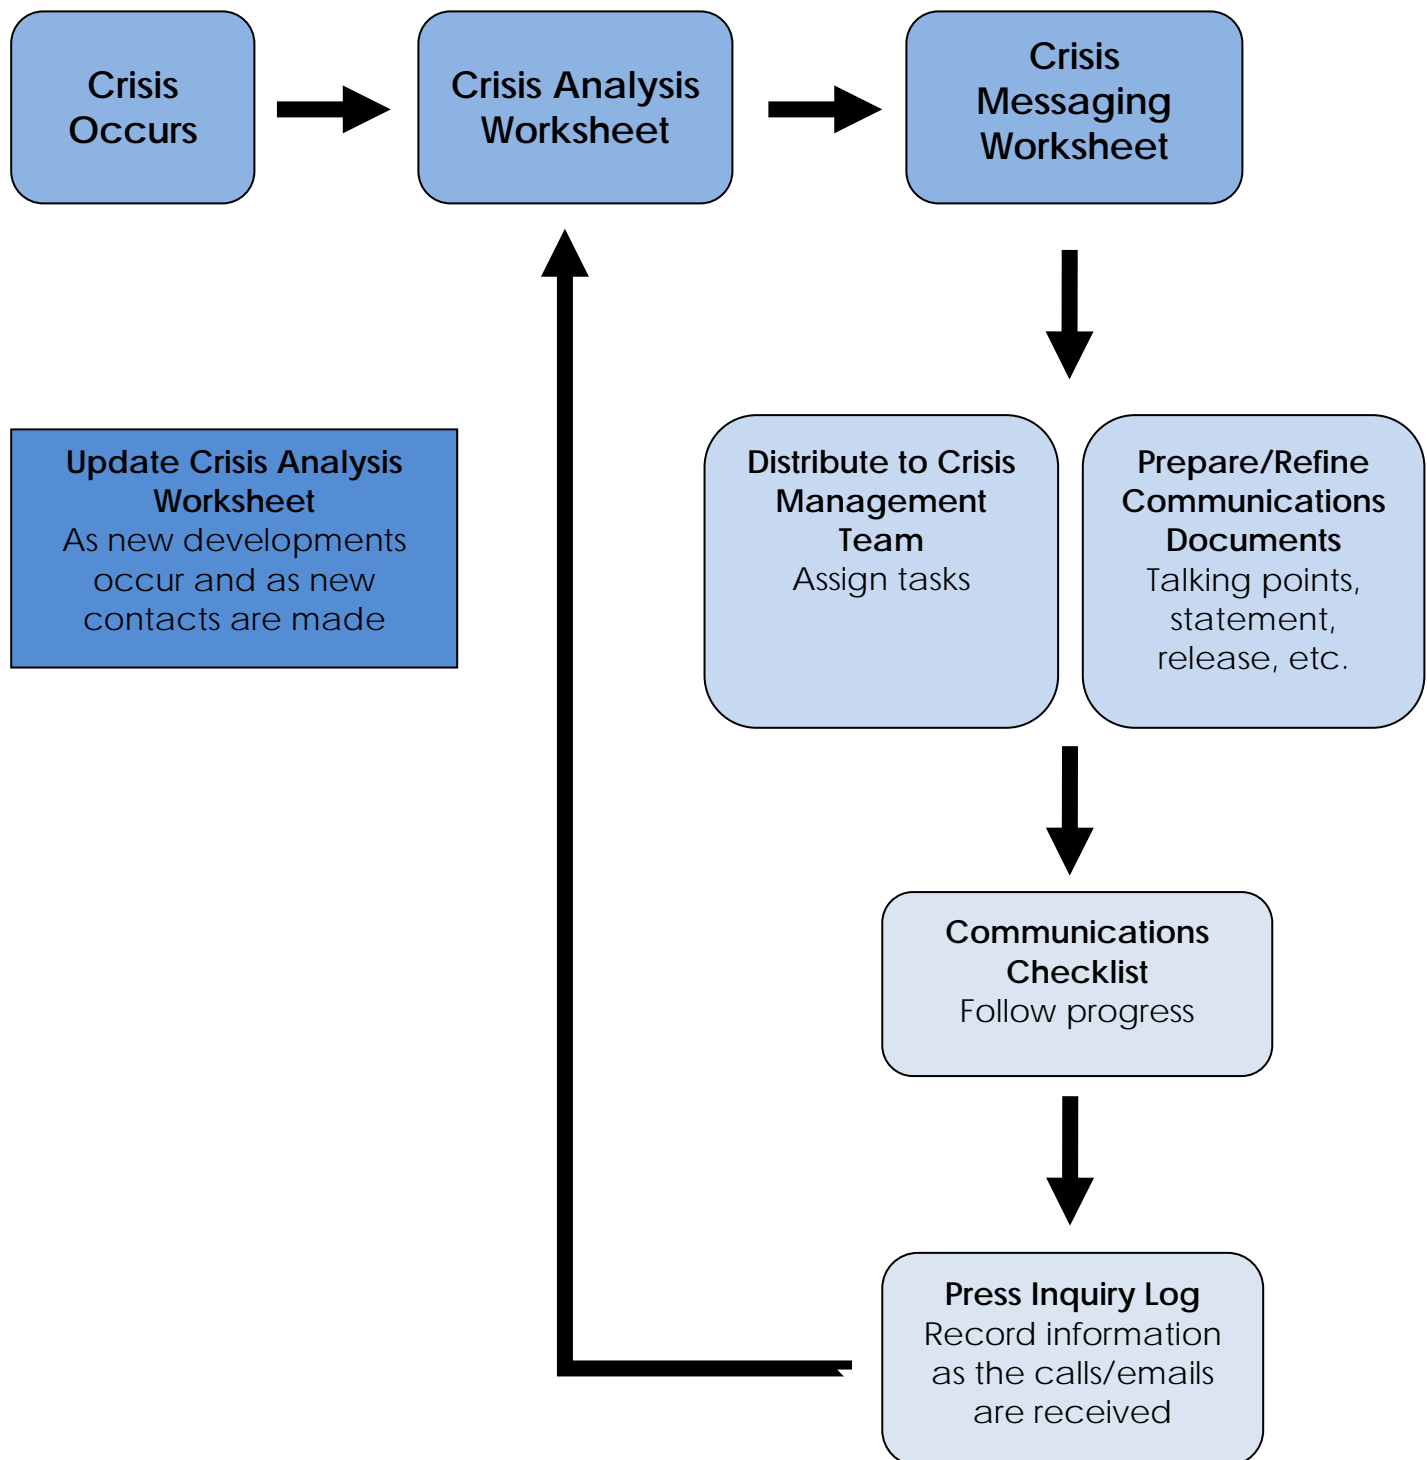 Crisis
Occurs
Crisis Analysis
Worksheet
Crisis
Messaging
Worksheet
Update Crisis Analysis
Worksheet
As new developments
occur and as new
contacts are made
Distribute to Crisis
Management
Team
Assign tasks
Prepare/Refine
Communications
Documents
Talking points,
statement,
release, etc.
Communications
Checklist
Follow progress
Press Inquiry Log
Record information
as the calls/emails
are received